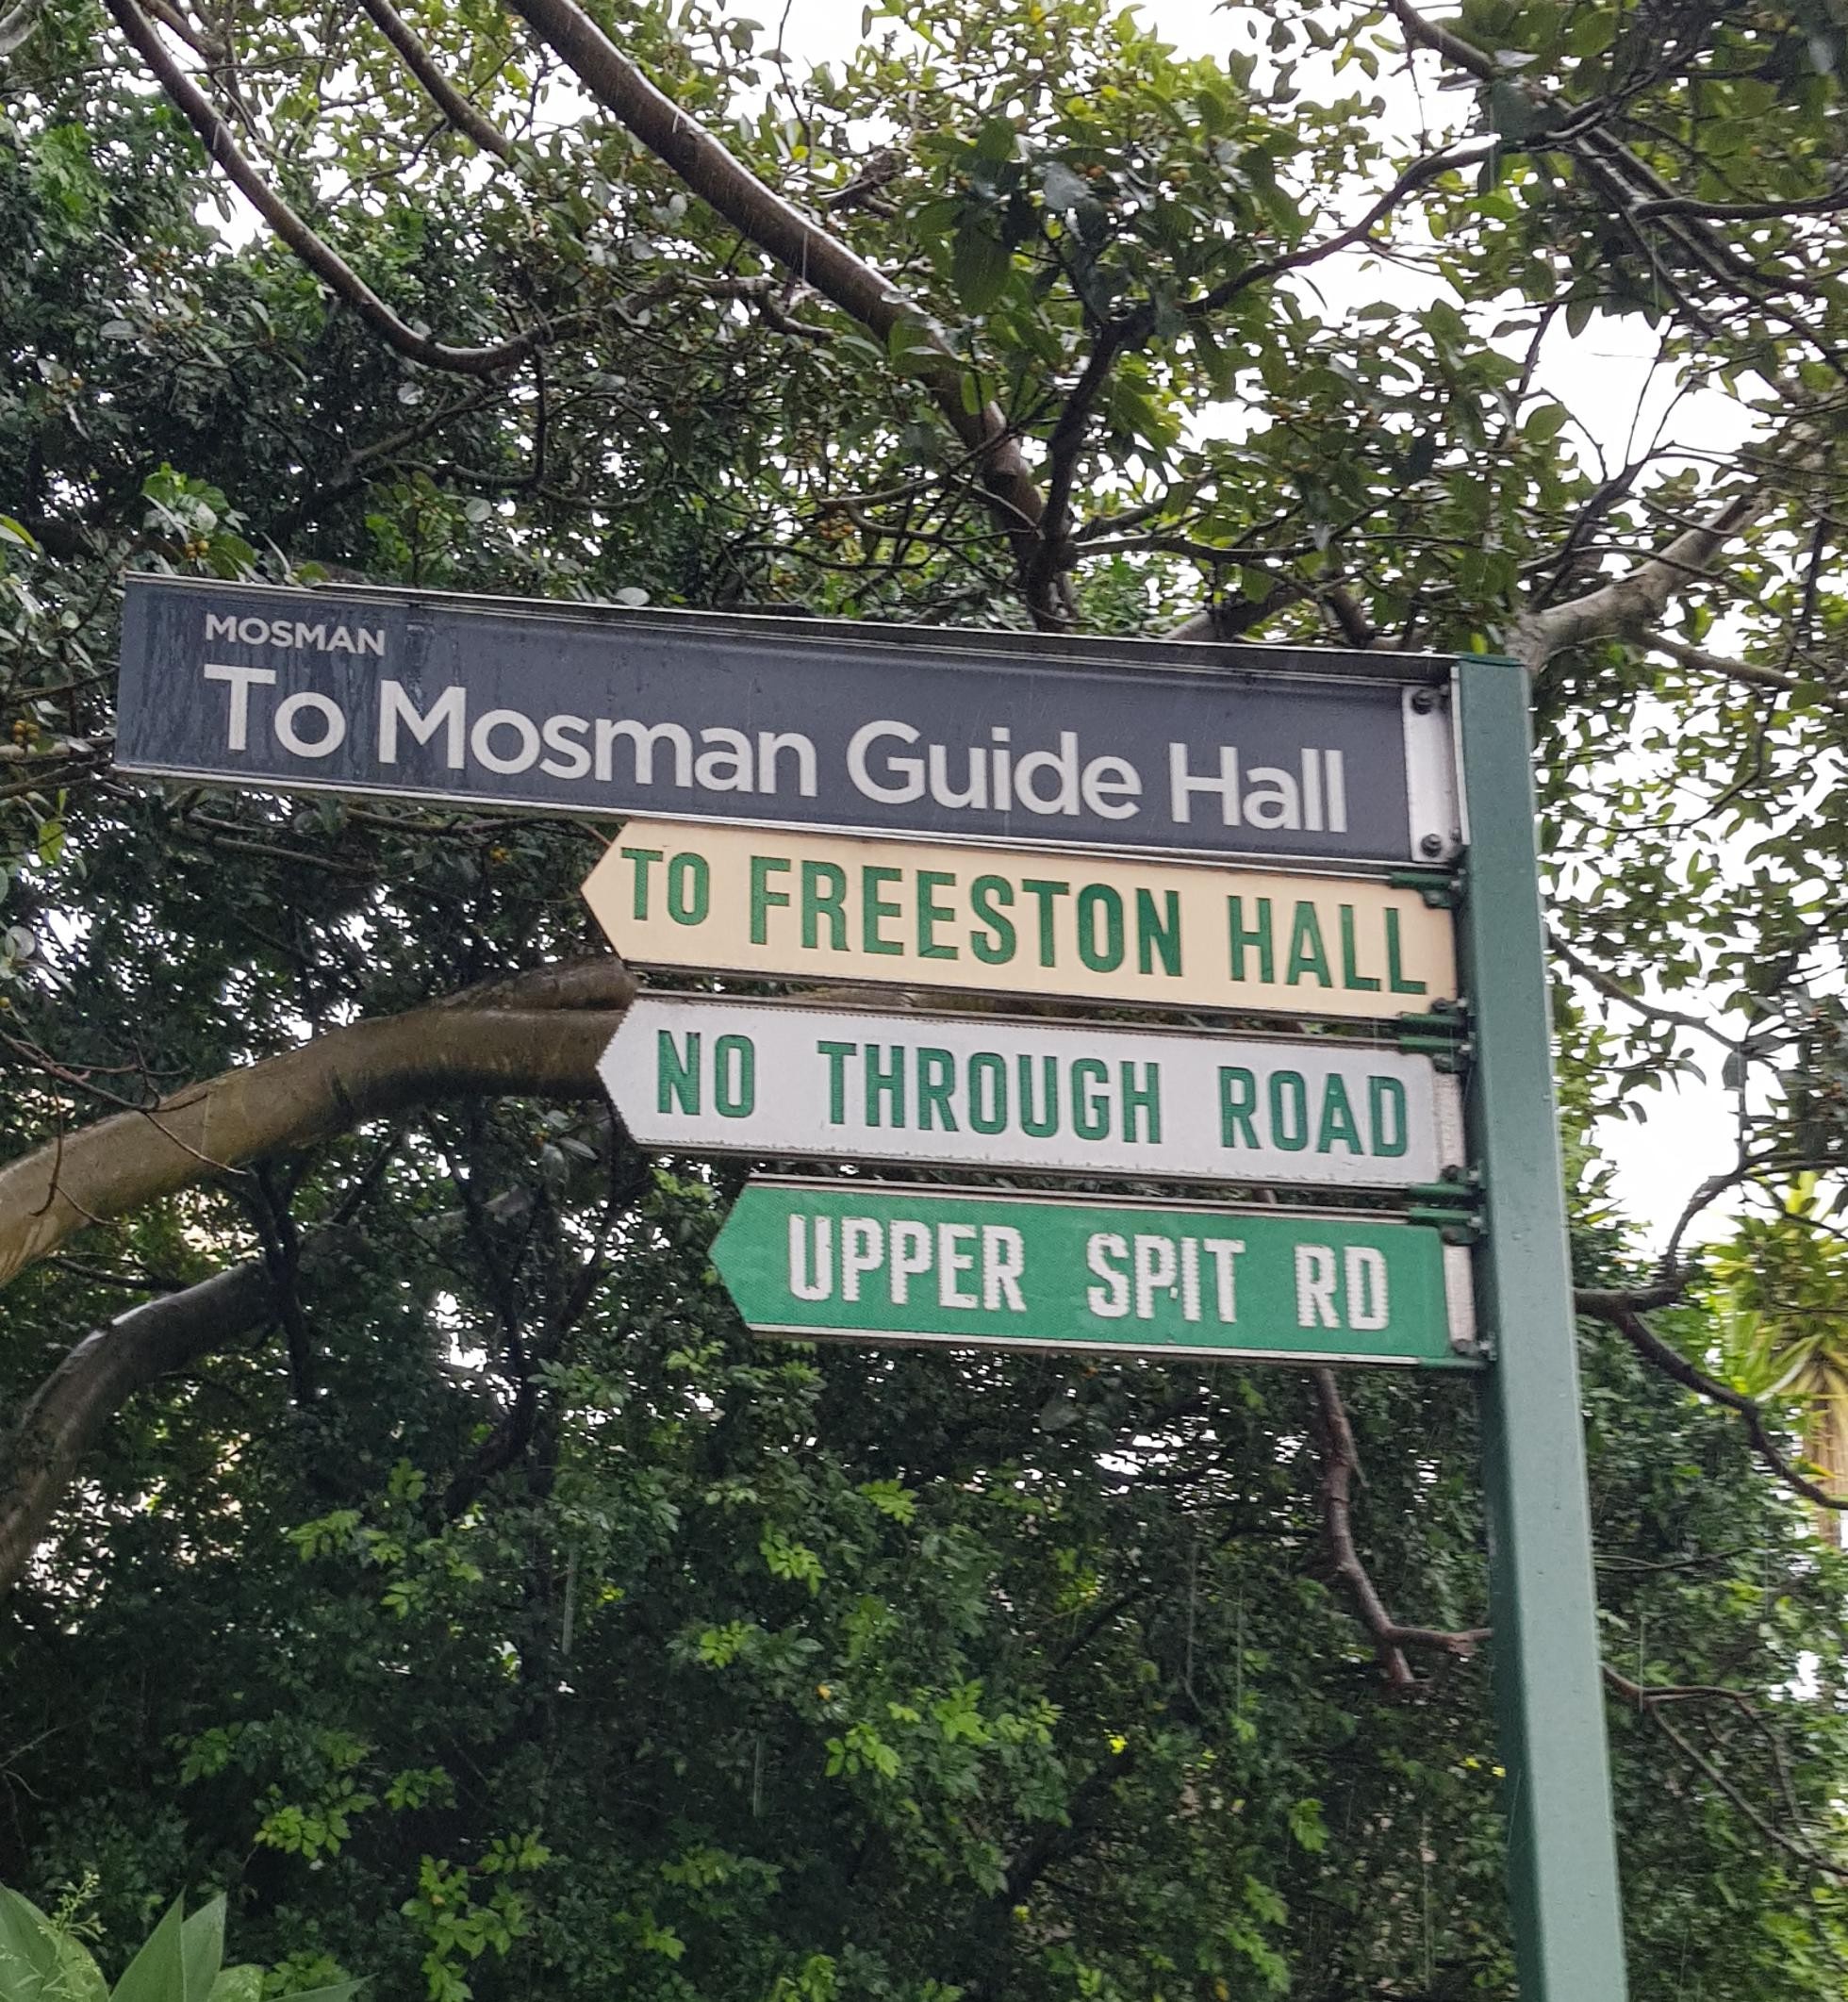 MOSMAN
To Mosman Guide Hall
TO FREESTON HALL
NO THROUGH ROAD
UPPER SPIT RD